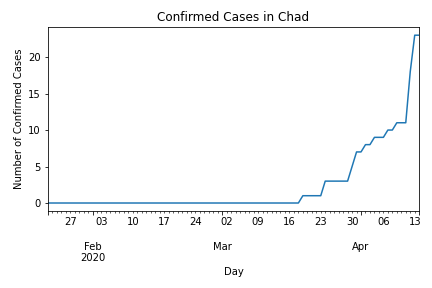 Confirmed Cases in Chad
Number of Confirmed Cases
20
15
10
5
0
27 03 10 17 24 02 09 16 23 30 06 13
Feb Mar Apr
2020
Day